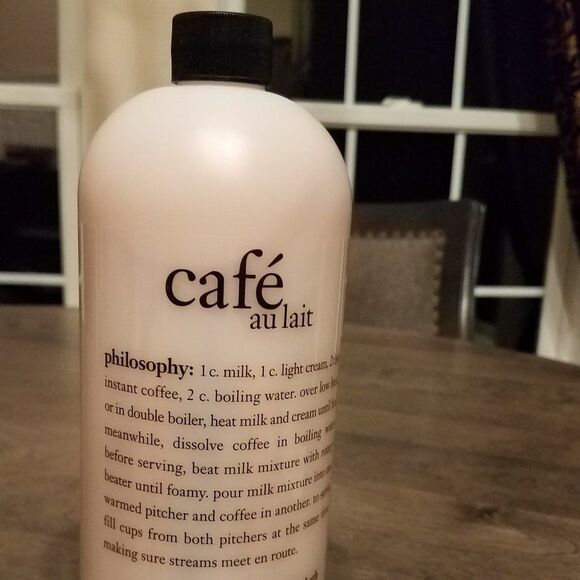 café
au lait
philosophy: 1 c. milk, 1 c. light cream,
instant coffee, 2 c. boiling water. over low
or in double boiler, heat milk and cream until
meanwhile, dissolve coffee in boiling
before serving, beat milk mixture with
beater until foamy. pour milk mixture into
warmed pitcher and coffee in another. to
fill cups from both pitchers at the same
making sure streams meet en route.